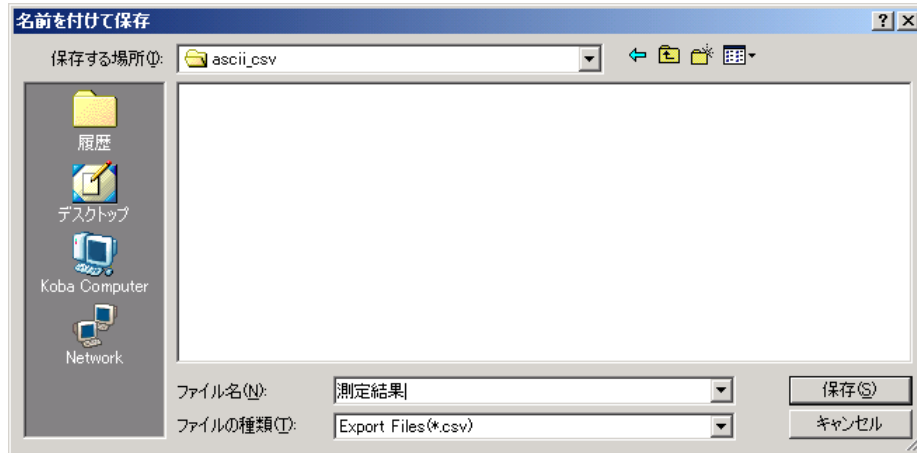 名前を付けて保存
保存する場所(I):
ascii_csv
履歴
デスクトップ
Koba Computer
Network
ファイル名(N):
測定結果
保存(S)
ファイルの種類(T):
Export Files(*.csv)
キャンセル